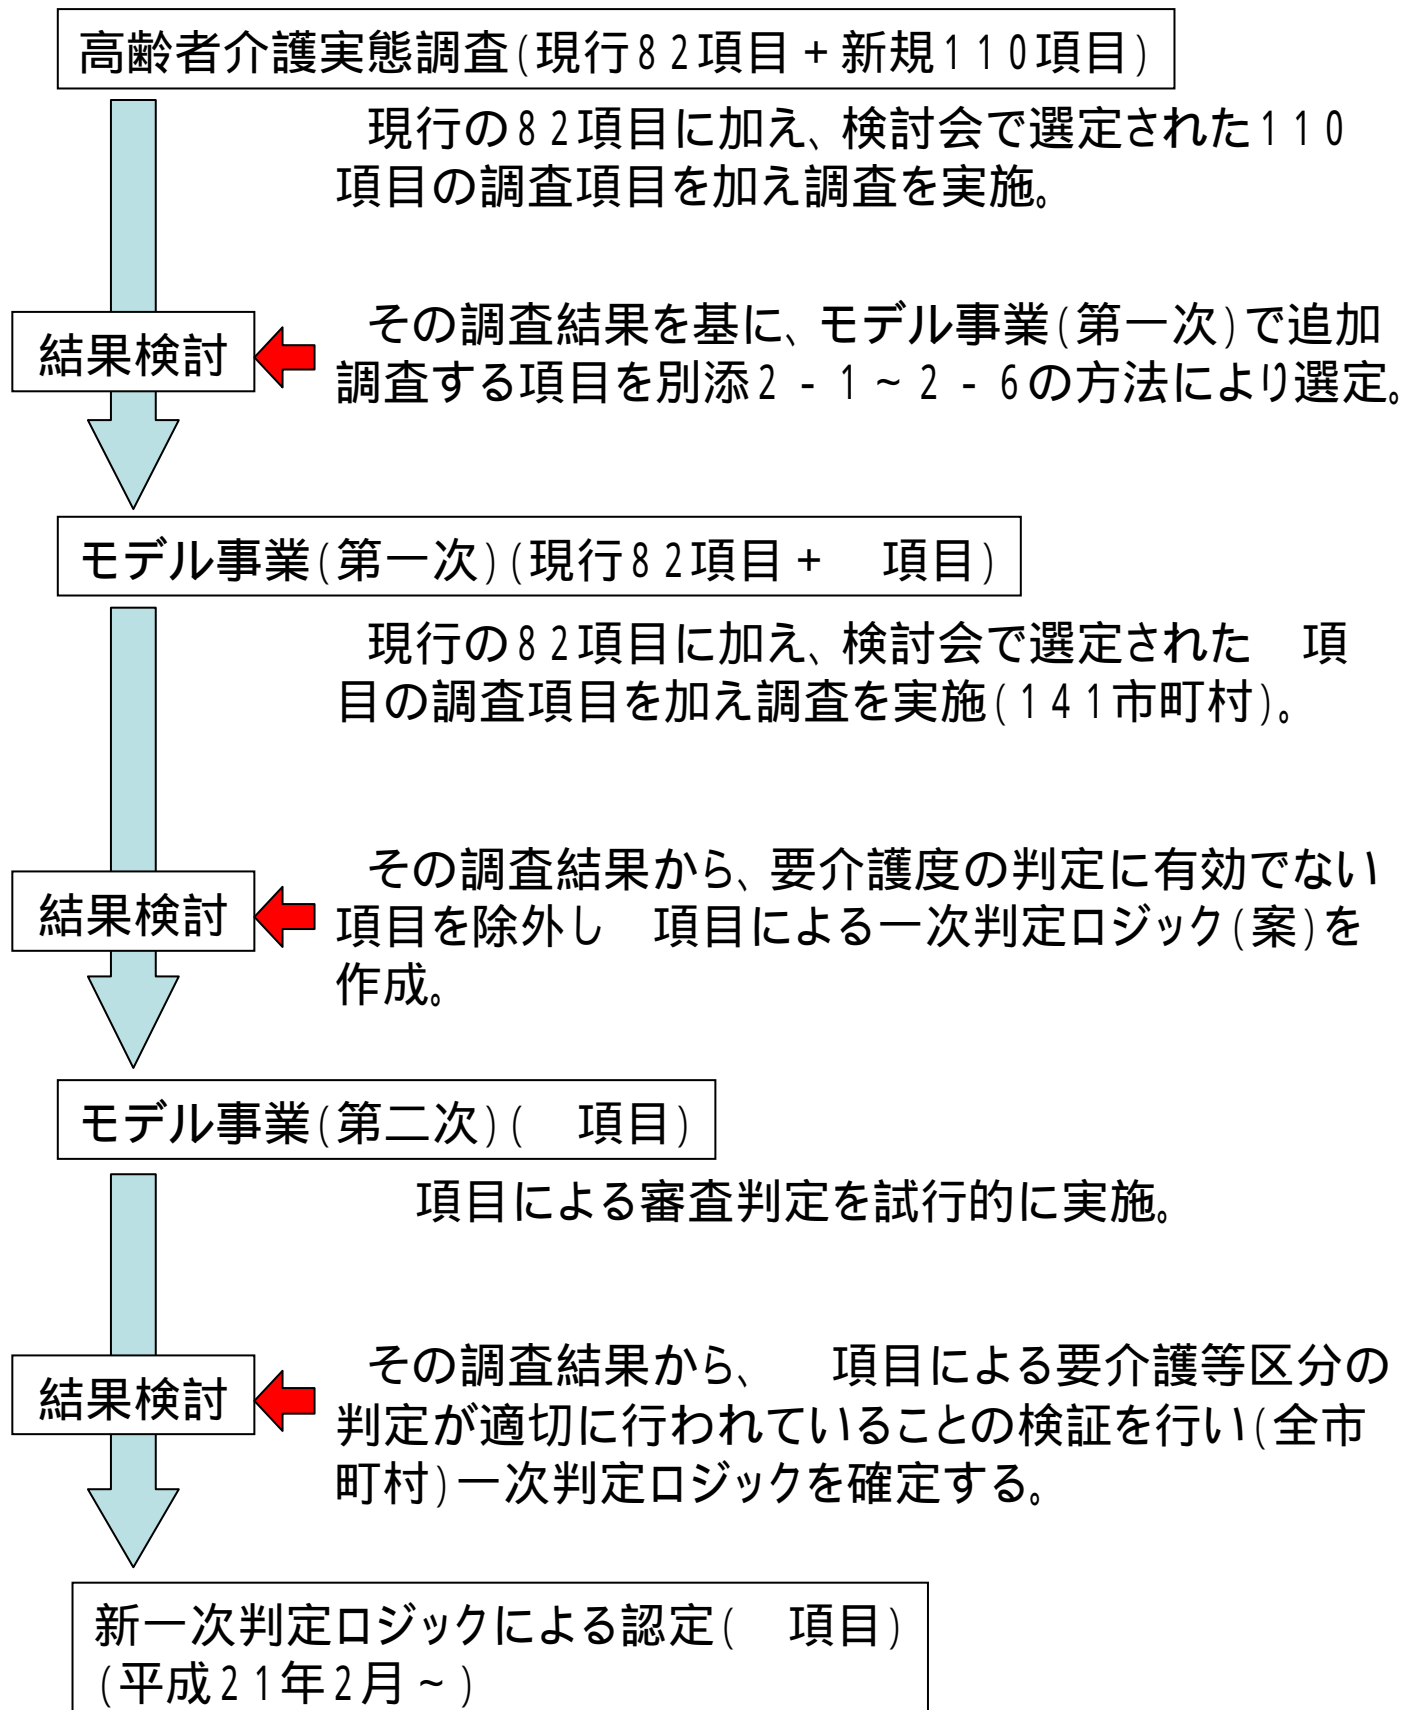 高齢者介護実態調査(現行82項目+新規110項目)
　現行の82項目に加え、検討会で選定された110
項目の調査項目を加え調査を実施。
結果検討
　その調査結果を基に、モデル事業(第一次)で追加
調査する項目を別添2-1~2-6の方法により選定。
モデル事業(第一次)(現行82項目+　項目)
　現行の82項目に加え、検討会で選定された　項
目の調査項目を加え調査を実施(141市町村)。
結果検討
　その調査結果から、要介護度の判定に有効でない
項目を除外し　項目による一次判定ロジック(案)を
作成。
モデル事業(第二次)(　項目)
　項目による審査判定を試行的に実施。
結果検討
　その調査結果から、　項目による要介護等区分の
判定が適切に行われていることの検証を行い(全市
町村)一次判定ロジックを確定する。
新一次判定ロジックによる認定(　項目)
(平成21年2月~)